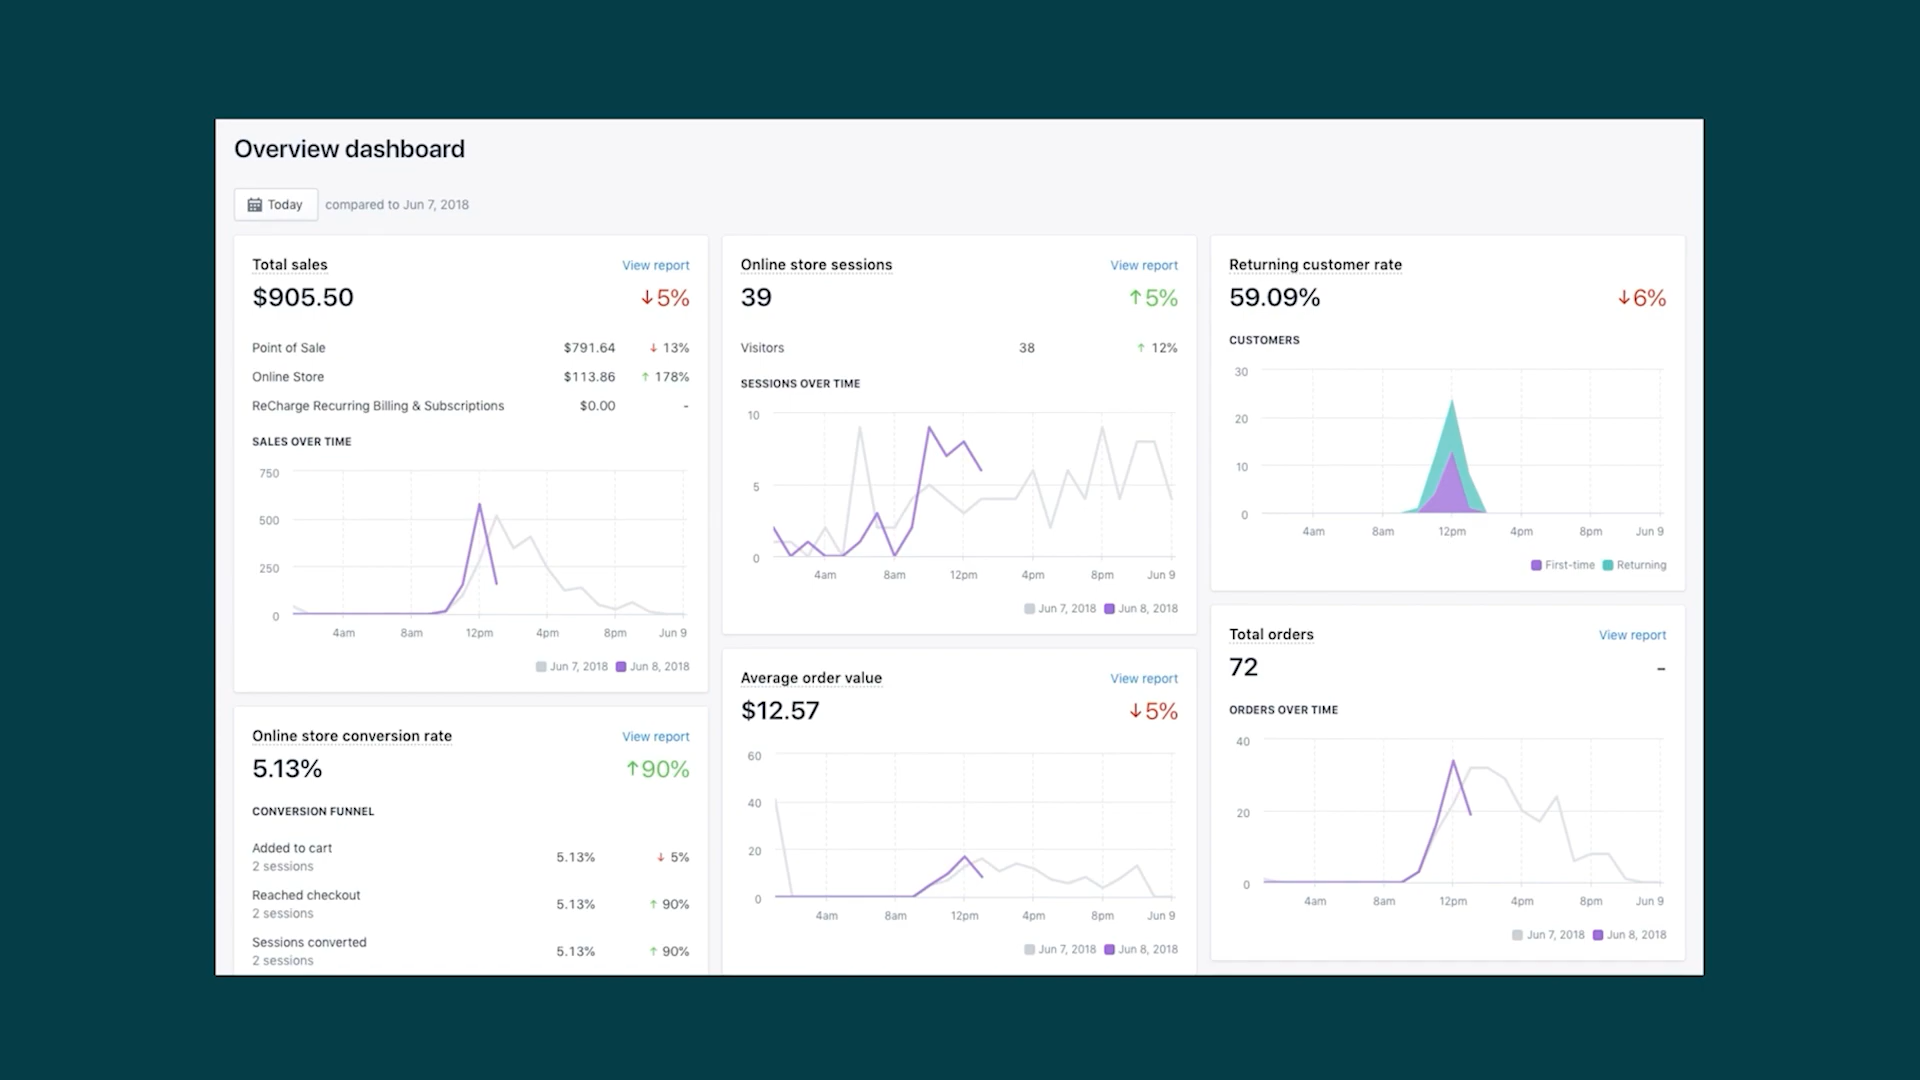 Overview dashboard
Today compared to Jun 7, 2018
Total sales View report
$905.50 ↓5%
Point of Sale $791.64 ↓ 13%
Online Store $113.86 ↑ 178%
ReCharge Recurring Billing & Subscriptions $0.00 -
SALES OVER TIME
750
500
250
0
4am 8am 12pm 4pm 8pm Jun 9
Jun 7, 2018 Jun 8, 2018
Online store conversion rate View report
5.13% ↑90%
CONVERSION FUNNEL
Added to cart
2 sessions
5.13% ↓ 5%
Reached checkout
2 sessions
5.13% ↑ 90%
Sessions converted
2 sessions
5.13% ↑ 90%
Online store sessions View report
39 ↑5%
Visitors 38 ↑ 12%
SESSIONS OVER TIME
10
5
0
4am 8am 12pm 4pm 8pm Jun 9
Jun 7, 2018 Jun 8, 2018
Average order value View report
$12.57 ↓5%
60
40
20
0
4am 8am 12pm 4pm 8pm Jun 9
Jun 7, 2018 Jun 8, 2018
Returning customer rate
59.09% ↓6%
CUSTOMERS
30
20
10
0
4am 8am 12pm 4pm 8pm Jun 9
First-time Returning
Total orders View report
72 -
ORDERS OVER TIME
40
20
0
4am 8am 12pm 4pm 8pm Jun 9
Jun 7, 2018 Jun 8, 2018